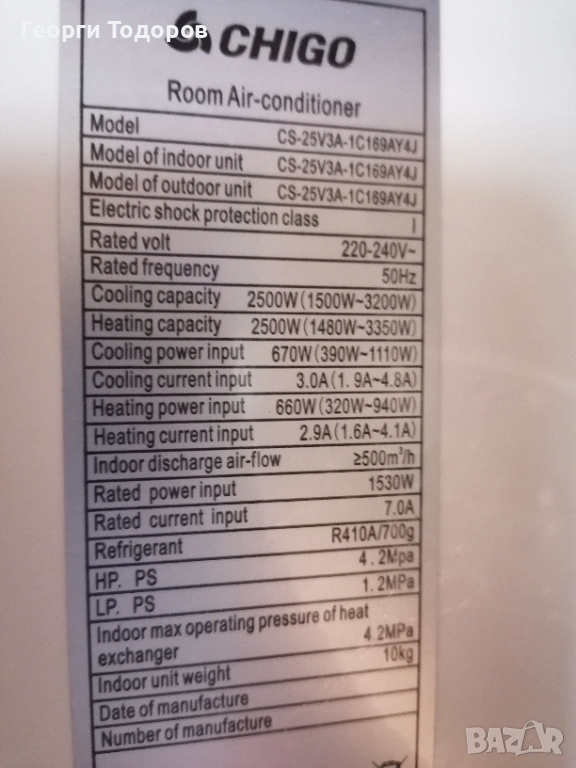 Георги Тодоров
CHIGO
Room Air-conditioner
Model CS-25V3A-1C169AY4J
Model of indoor unit CS-25V3A-1C169AY4J
Model of outdoor unit CS-25V3A-1C169AY4J
Electric shock protection class I
Rated volt 220-240V~
Rated frequency 50Hz
Cooling capacity 2500W(1500W~3200W)
Heating capacity 2500W(1480W~3350W)
Cooling power input 670W(390W~1110W)
Cooling current input 3.0A(1.9A~4.8A)
Heating power input 660W(320W~940W)
Heating current input 2.9A(1.6A~4.1A)
Indoor discharge air-flow ≥500m³/h
Rated power input 1530W
Rated current input 7.0A
Refrigerant R410A/700g
HP. PS 4.2Mpa
LP. PS 1.2MPa
Indoor max operating pressure of heat
exchanger 4.2MPa
Indoor unit weight 10kg
Date of manufacture
Number of manufacture
BAZAR